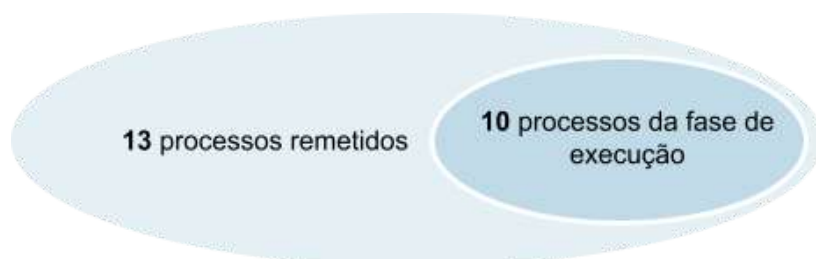 13 processos remetidos
10 processos da fase de
execução